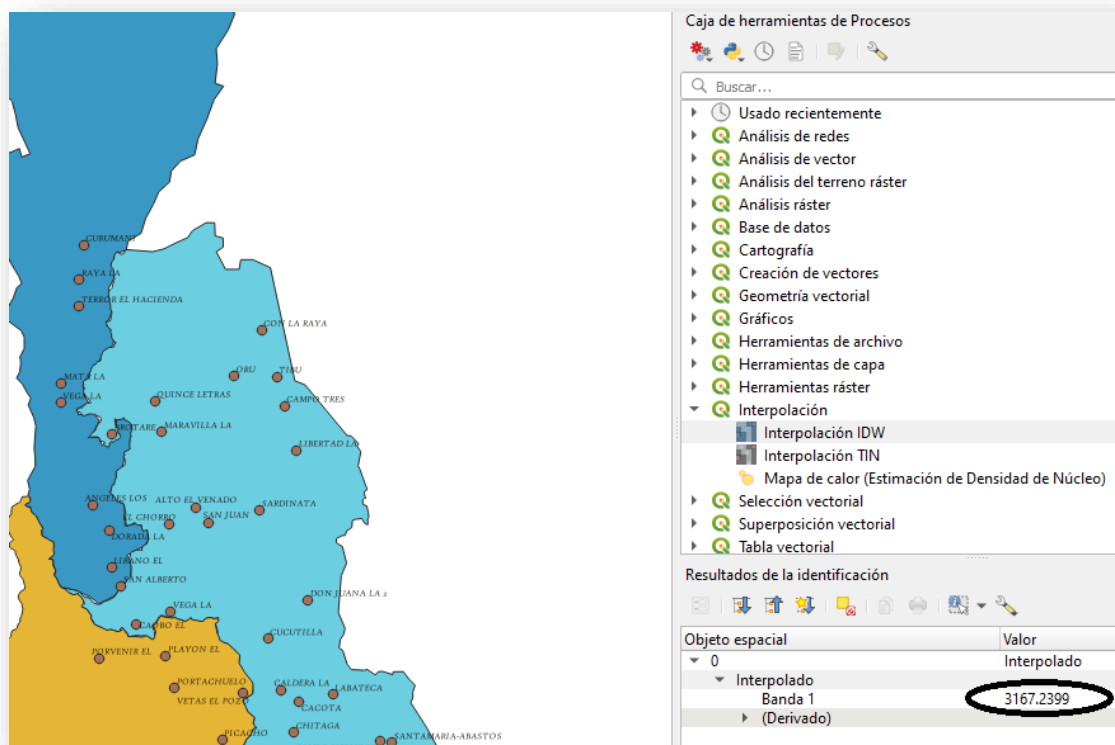 CURUMANI
RAYA LA
TERROR EL HACIENDA
CON LA RAYA
ORU
TIBU
MATA LA
VEGA LA
QUINCE LETRAS
CAMPO TRES
BROTARE
MARAVILLA LA
LIBERTAD LA
ANGELES LOS
ALTO EL VENADO
SARDINATA
EL CHORRO
SAN JUAN
DORADA LA
LIBANO EL
SAN ALBERTO
DON JUANA LA 2
VEGA LA
CAOBO EL
CUCUTILLA
PORVENIR EL
PLAYON EL
PORTACHUELO
CALDERA LA
LABATECA
VETAS EL POZO
CACOTA
PICACHO
CHITAGA
SANTAMARIA-ABASTOS
Caja de herramientas de Procesos
Buscar...
Usado recientemente
Análisis de redes
Análisis de vector
Análisis del terreno ráster
Análisis ráster
Base de datos
Cartografía
Creación de vectores
Geometría vectorial
Gráficos
Herramientas de archivo
Herramientas de capa
Herramientas ráster
Interpolación
Interpolación IDW
Interpolación TIN
Mapa de calor (Estimación de Densidad de Núcleo)
Selección vectorial
Superposición vectorial
Tabla vectorial
Resultados de la identificación
Objeto espacial Valor
0 Interpolado
Interpolado
Banda 1 3167.2399
(Derivado)